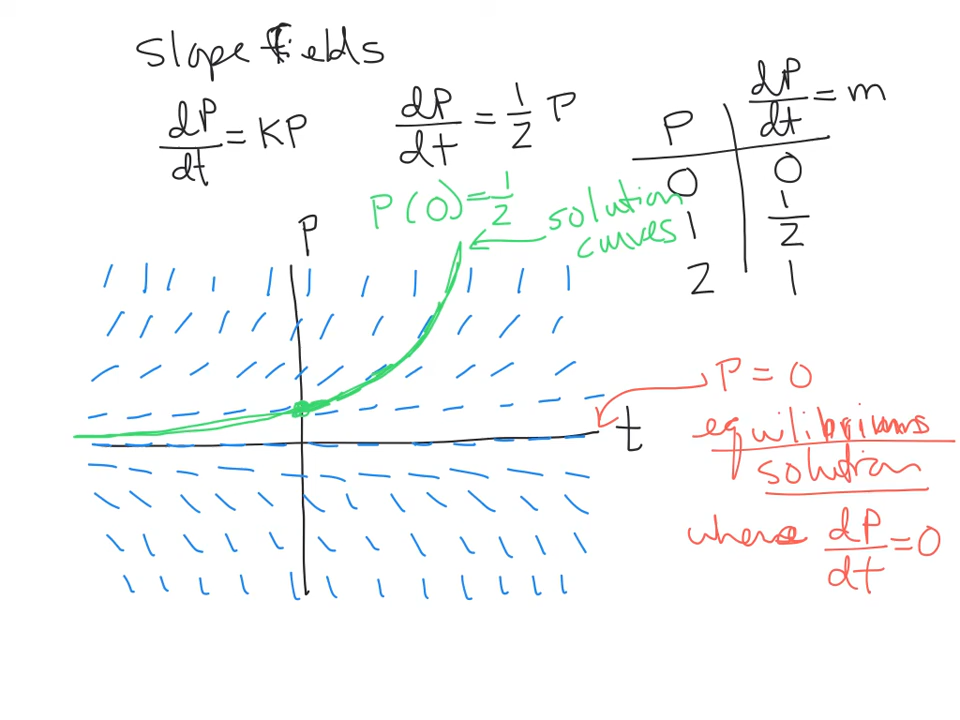 slope fields
dP/dt = KP
dP/dt = 1/2 P
P | dP/dt = m
0 | 0
1 | 1/2
2 | 1
P(0) = 1/2
solution
curves
P
t
P = 0
equilibriums
solution
where dP/dt = 0